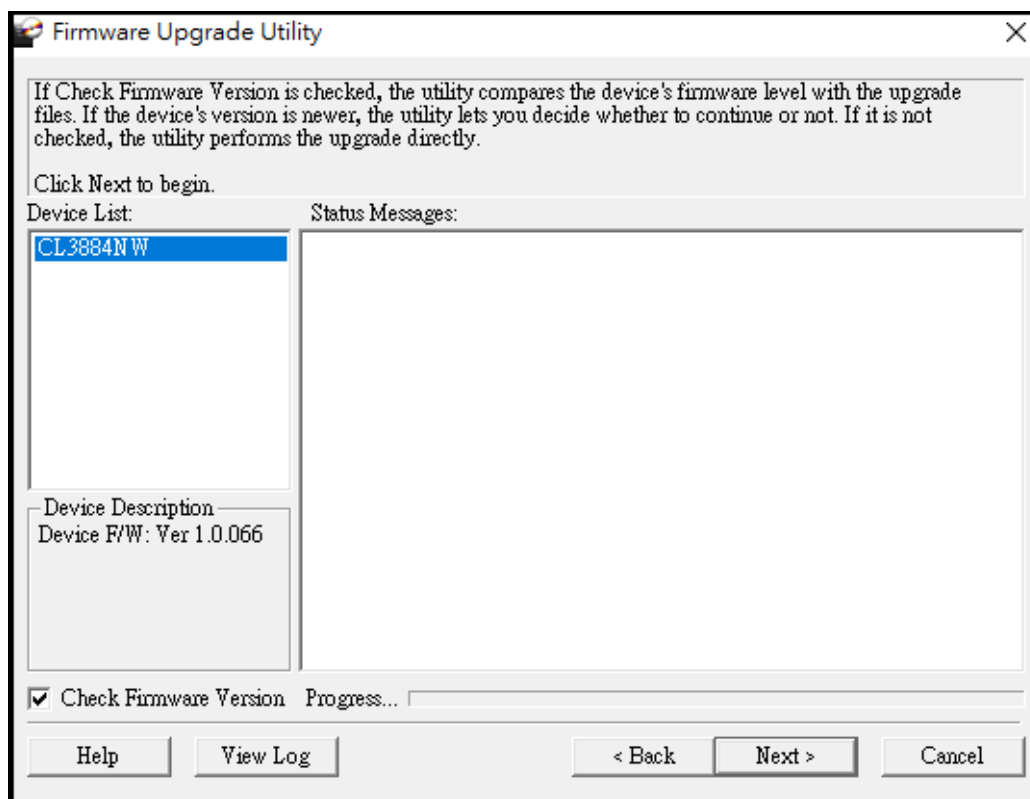 Firmware Upgrade Utility
If Check Firmware Version is checked, the utility compares the device's firmware level with the upgrade
files. If the device's version is newer, the utility lets you decide whether to continue or not. If it is not
checked, the utility performs the upgrade directly.
Click Next to begin.
Device List:
Status Messages:
CL3884NW
Device Description
Device F/W: Ver 1.0.066
Check Firmware Version
Progress...
Help
View Log
< Back
Next >
Cancel